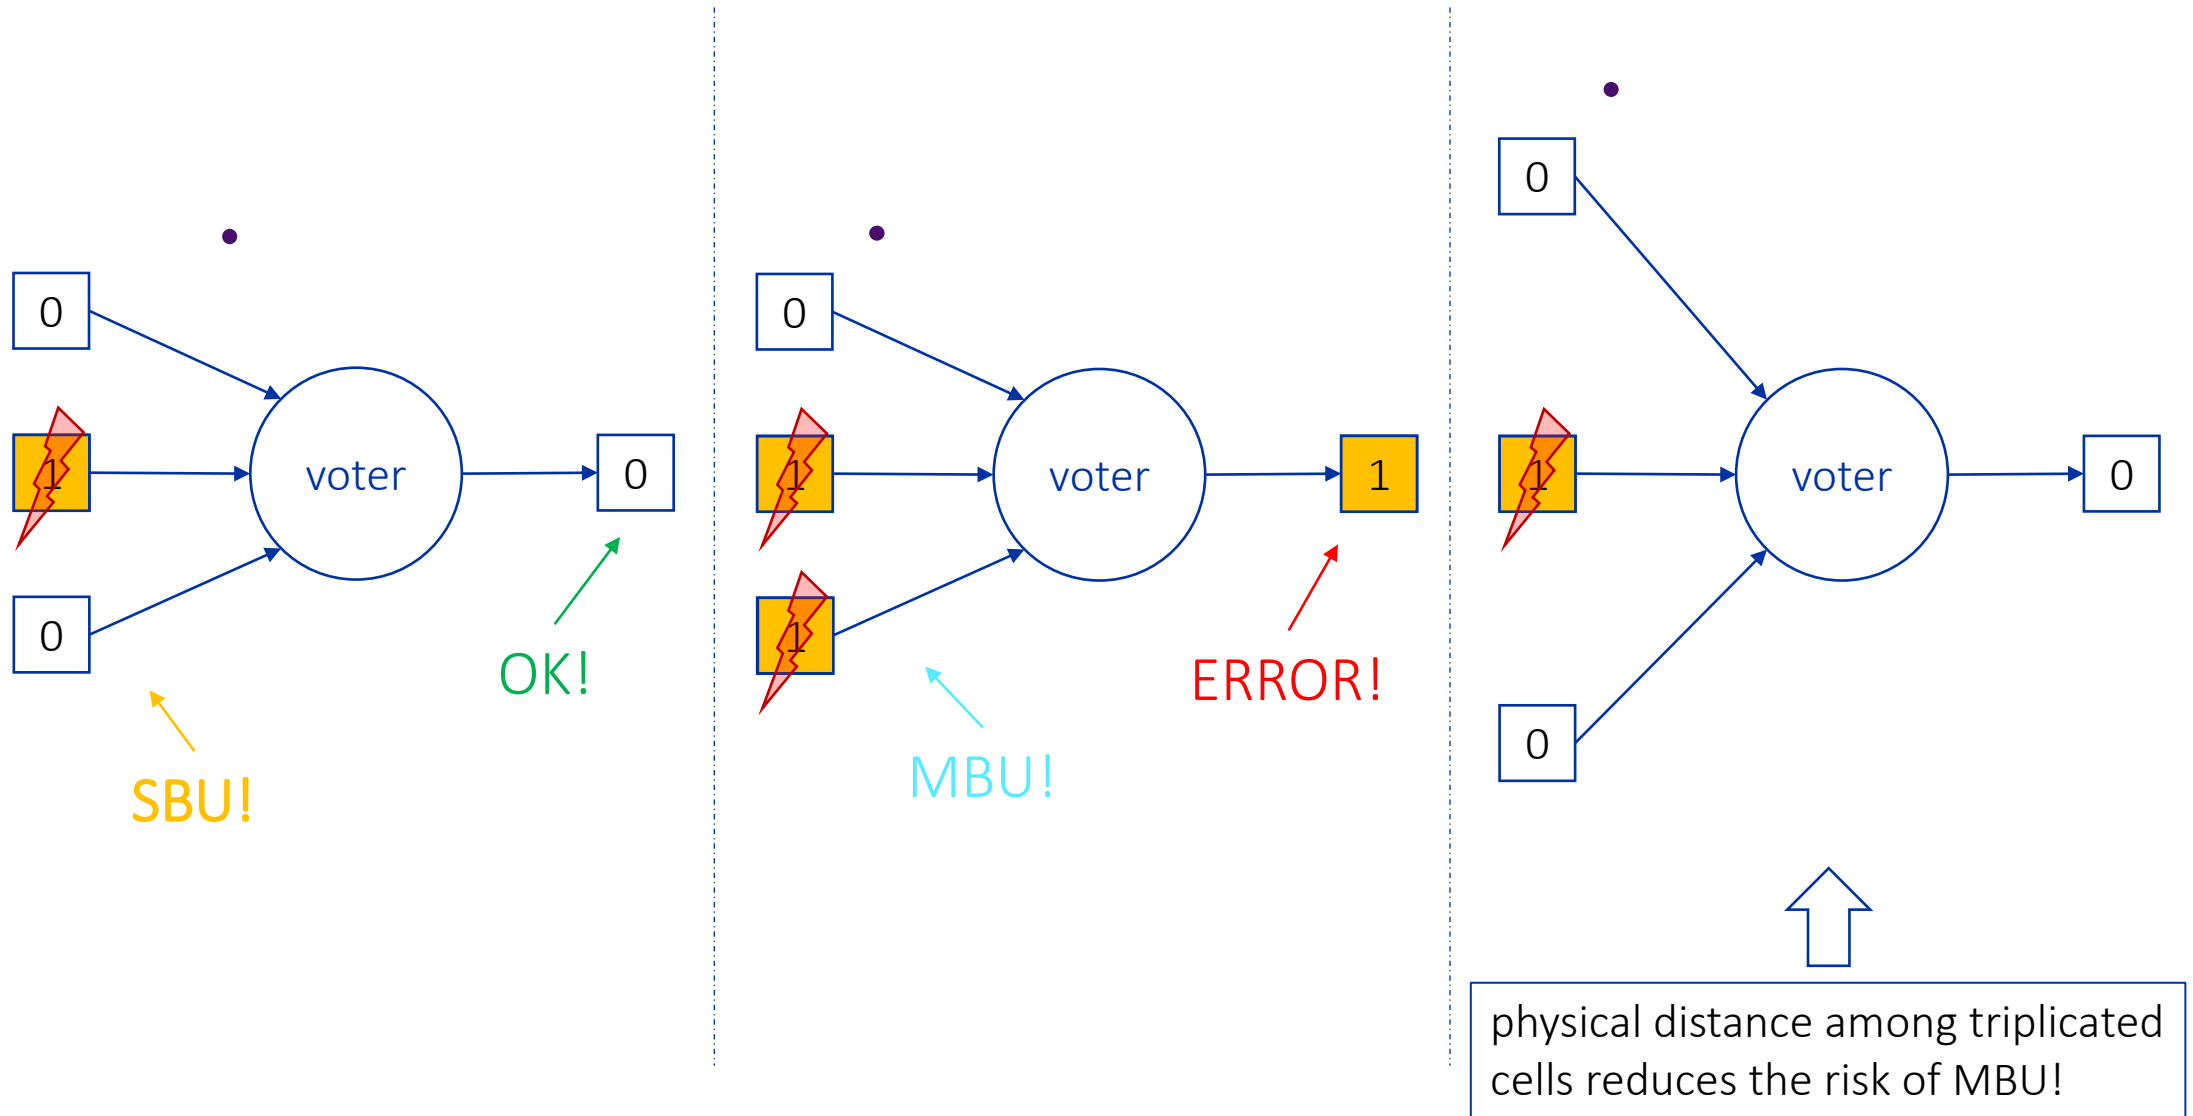 0
1
0
voter
0
OK!
SBU!
0
1
1
voter
1
ERROR!
MBU!
0
1
0
voter
0
physical distance among triplicated
cells reduces the risk of MBU!